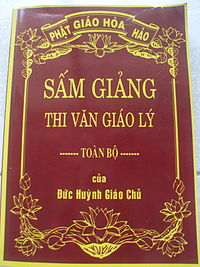 PHẬT GIÁO HÒA HẢO
SẤM GIẢNG
THI VĂN GIÁO LÝ
------- TOÀN BỘ -------
của
Đức Huỳnh Giáo Chủ